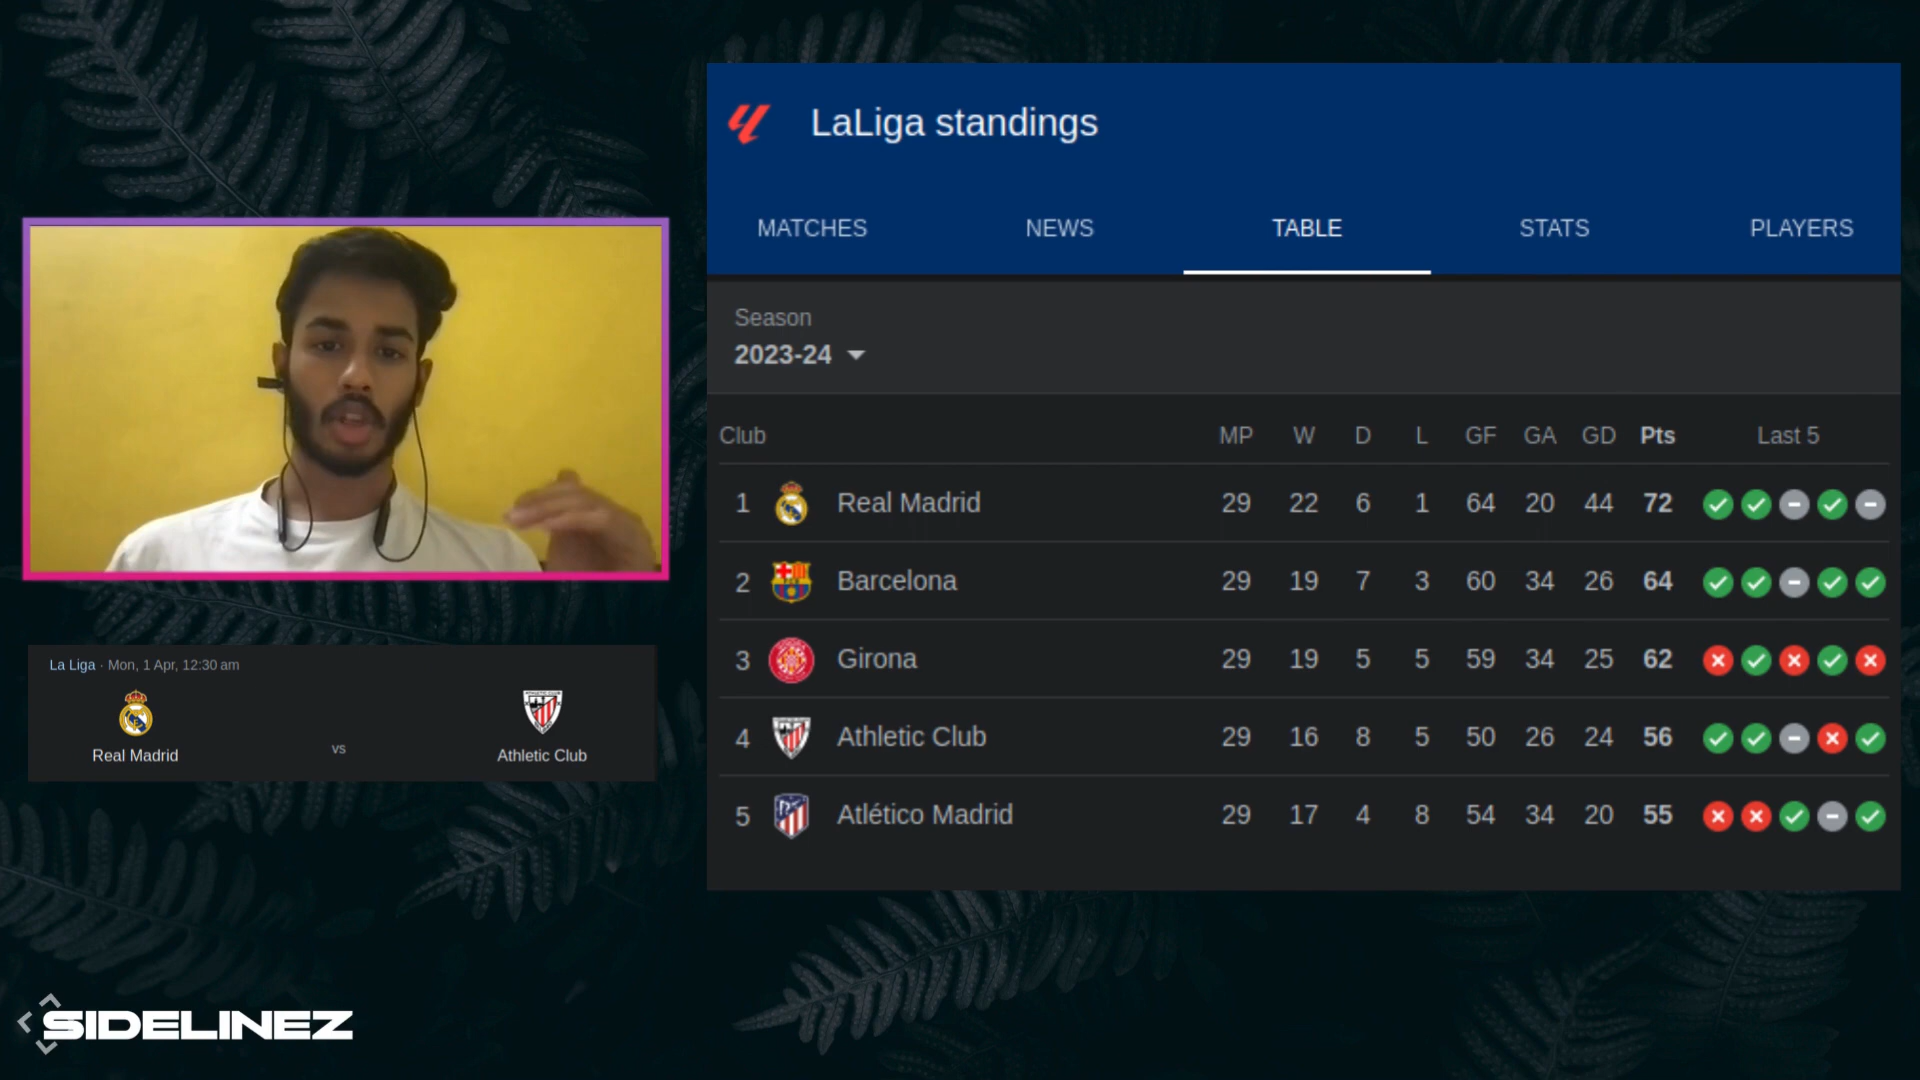 LaLiga standings
MATCHES NEWS TABLE STATS PLAYERS
Season
2023-24
Club MP W D L GF GA GD Pts Last 5
1 Real Madrid 29 22 6 1 64 20 44 72
2 Barcelona 29 19 7 3 60 34 26 64
3 Girona 29 19 5 5 59 34 25 62
4 Athletic Club 29 16 8 5 50 26 24 56
5 Atlético Madrid 29 17 4 8 54 34 20 55
La Liga · Mon, 1 Apr, 12:30 am
Real Madrid vs Athletic Club
SIDELINEZ